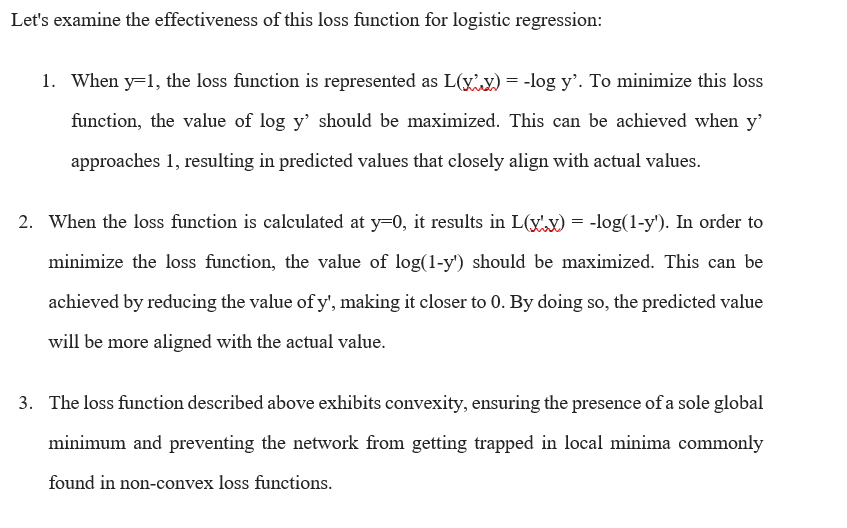 Let's examine the effectiveness of this loss function for logistic regression:
1. When y=1, the loss function is represented as L(y’,y) = -log y’. To minimize this loss
function, the value of log y’ should be maximized. This can be achieved when y’
approaches 1, resulting in predicted values that closely align with actual values.
2. When the loss function is calculated at y=0, it results in L(y',y) = -log(1-y'). In order to
minimize the loss function, the value of log(1-y') should be maximized. This can be
achieved by reducing the value of y', making it closer to 0. By doing so, the predicted value
will be more aligned with the actual value.
3. The loss function described above exhibits convexity, ensuring the presence of a sole global
minimum and preventing the network from getting trapped in local minima commonly
found in non-convex loss functions.